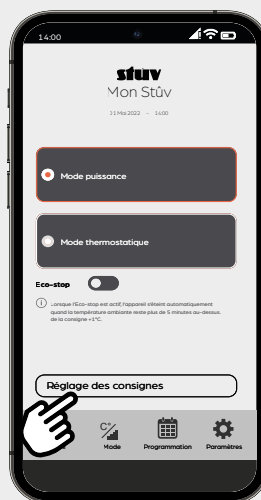 14:00
stûv
Mon Stûv
31 Mai 2022 - 14:00
Mode puissance
Mode thermostatique
Eco-stop
Lorsque l'Eco-stop est actif, l'appareil s'éteint automatiquement
quand la température ambiante reste plus de 5 minutes au-dessus.
de la consigne +1°C.
Réglage des consignes
C°
Mode
Programmation
Paramètres